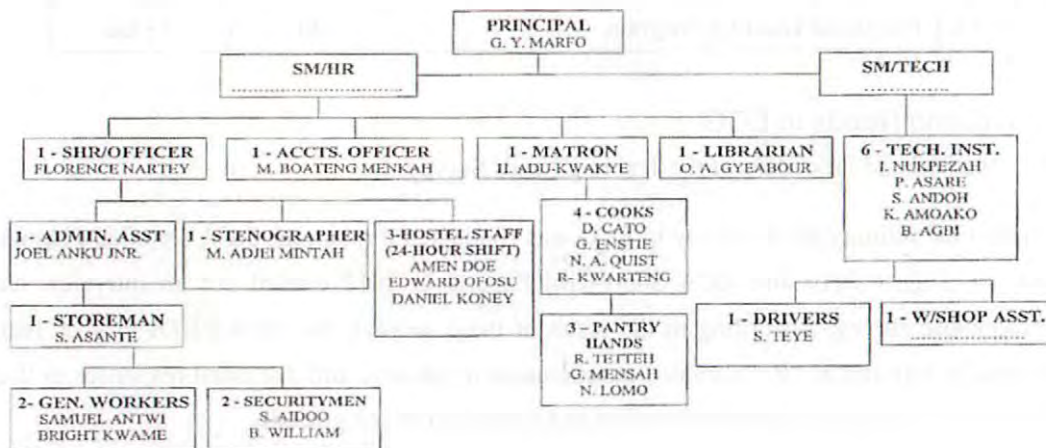 PRINCIPAL
G. Y. MARFO
SM/HR
SM/TECH
1 - SHR/OFFICER
FLORENCE NARTEY
1 - ACCTS. OFFICER
M. BOATENG MENKAH
1 - MATRON
H. ADU-KWAKYE
1 - LIBRARIAN
O. A. GYEABOUR
6 - TECH. INST.
I. NUKPEZAH
P. ASARE
S. ANDOH
K. AMOAKO
B. AGBI
1 - ADMIN. ASST
JOEL ANKU JNR.
1 - STENOGRAPHER
M. ADJEI MINTAH
3-HOSTEL STAFF
(24-HOUR SHIFT)
AMEN DOE
EDWARD OFOSU
DANIEL KONEY
4 - COOKS
D. CATO
G. ENSTIE
N. A. QUIST
R- KWARTENG
1 - STOREMAN
S. ASANTE
3 - PANTRY
HANDS
R. TETTEH
G. MENSAH
N. LOMO
1 - DRIVERS
S. TEYE
1 - W/SHOP ASST.
2- GEN. WORKERS
SAMUEL ANTWI
BRIGHT KWAME
2 - SECURITYMEN
S. AIDOO
B. WILLIAM